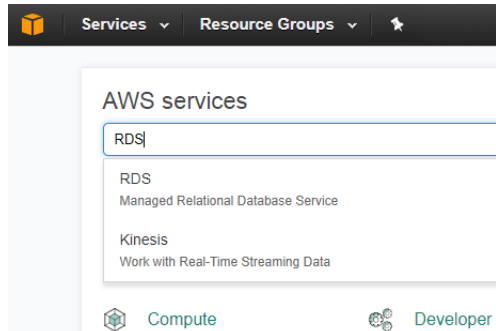 Services Resource Groups
AWS services
RDS
RDS
Managed Relational Database Service
Kinesis
Work with Real-Time Streaming Data
Compute Developer